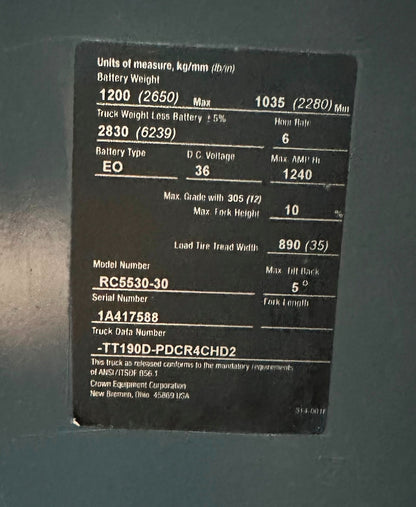 Units of measure, kg/mm (lb/in)
Battery Weight
1200 (2650) Max 1035 (2280) Min
Truck Weight Less Battery ± 5% Hour Rate
2830 (6239) 6
Battery Type D.C. Voltage Max. AMP Hr
EO 36 1240
Max. Grade with 305 (12)
Max. Fork Height 10 %
Load Tire Tread Width 890 (35)
Model Number Max Tilt Back
RC5530-30 5°
Serial Number Fork Length
1A417588
Truck Data Number
-TT190D-PDCR4CHD2
This truck as released conforms to the mandatory requirements
of ANSI/ITSDF B56.1
Crown Equipment Corporation
New Bremen, Ohio 45869 USA